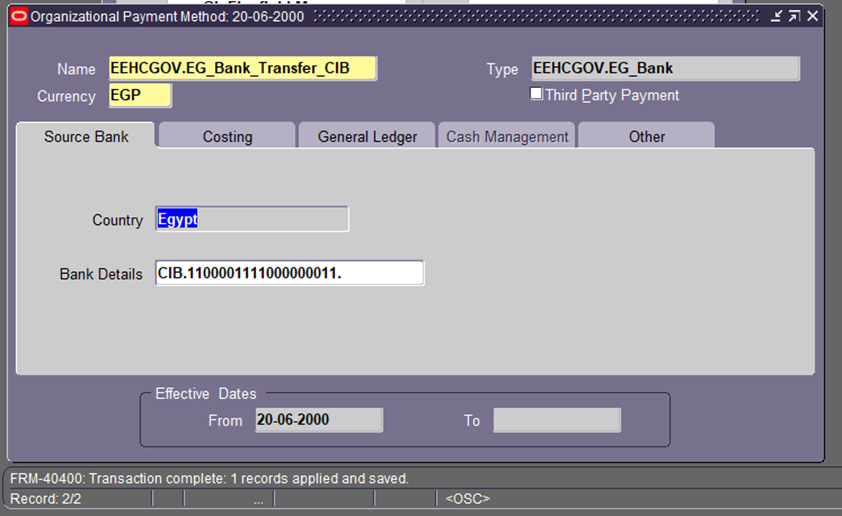 Organizational Payment Method: 20-06-2000
Name EEHCGOV.EG_Bank_Transfer_CIB Type EEHCGOV.EG_Bank
Currency EGP Third Party Payment
Source Bank Costing General Ledger Cash Management Other
Country Egypt
Bank Details CIB.1100001111000000011.
Effective Dates
From 20-06-2000 To
FRM-40400: Transaction complete: 1 records applied and saved.
Record: 2/2 ... <OSC>